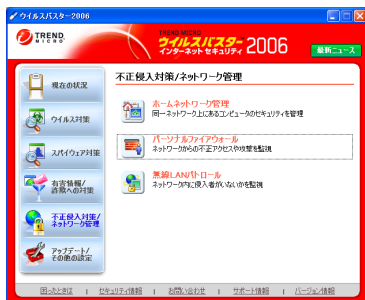 ウイルスバスター2006
TREND MICRO
TREND MICRO
ウイルスバスター 2006
インターネット セキュリティ
最新ニュース
現在の状況
ウイルス対策
スパイウェア対策
有害情報/
詐欺への対策
不正侵入対策/
ネットワーク管理
アップデート/
その他の設定
不正侵入対策/ネットワーク管理
ホームネットワーク管理
同一ネットワーク上にあるコンピュータのセキュリティを管理
パーソナルファイアウォール
ネットワークからの不正アクセスや攻撃を監視
無線LANパトロール
ネットワーク内に侵入者がいないかを監視
困ったときは | セキュリティ情報 | お問い合わせ | サポート情報 | バージョン情報